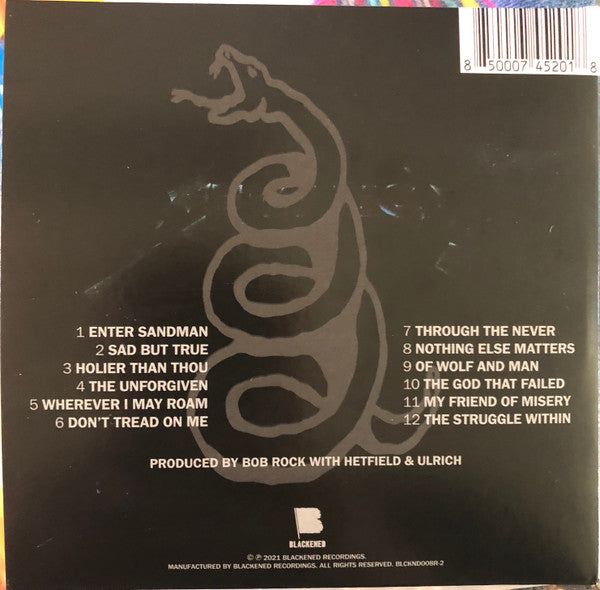 8 50007 45201 8
1 ENTER SANDMAN
2 SAD BUT TRUE
3 HOLIER THAN THOU
4 THE UNFORGIVEN
5 WHEREVER I MAY ROAM
6 DON'T TREAD ON ME
7 THROUGH THE NEVER
8 NOTHING ELSE MATTERS
9 OF WOLF AND MAN
10 THE GOD THAT FAILED
11 MY FRIEND OF MISERY
12 THE STRUGGLE WITHIN
PRODUCED BY BOB ROCK WITH HETFIELD & ULRICH
B
BLACKENED
© ℗ 2021 BLACKENED RECORDINGS.
MANUFACTURED BY BLACKENED RECORDINGS. ALL RIGHTS RESERVED. BLCKND008R-2